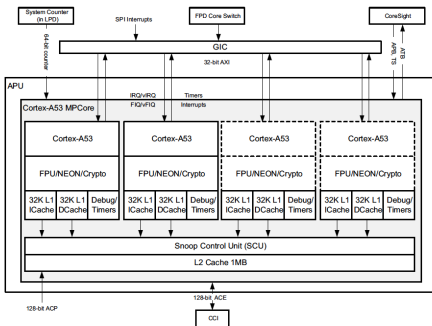 System Counter
(in LPD)
SPI Interrupts
FPD Core Switch
CoreSight
64-bit counter
GIC
32-bit AXI
APB, TS
ATB
APU
Cortex-A53 MPCore
IRQ/vIRQ
FIQ/vFIQ
Timers
Interrupts
Cortex-A53
Cortex-A53
Cortex-A53
Cortex-A53
FPU/NEON/Crypto
FPU/NEON/Crypto
FPU/NEON/Crypto
FPU/NEON/Crypto
32K L1
ICache
32K L1
DCache
Debug/
Timers
32K L1
ICache
32K L1
DCache
Debug/
Timers
32K L1
ICache
32K L1
DCache
Debug/
Timers
32K L1
ICache
32K L1
DCache
Debug/
Timers
Snoop Control Unit (SCU)
L2 Cache 1MB
128-bit ACP
128-bit ACE
CCI